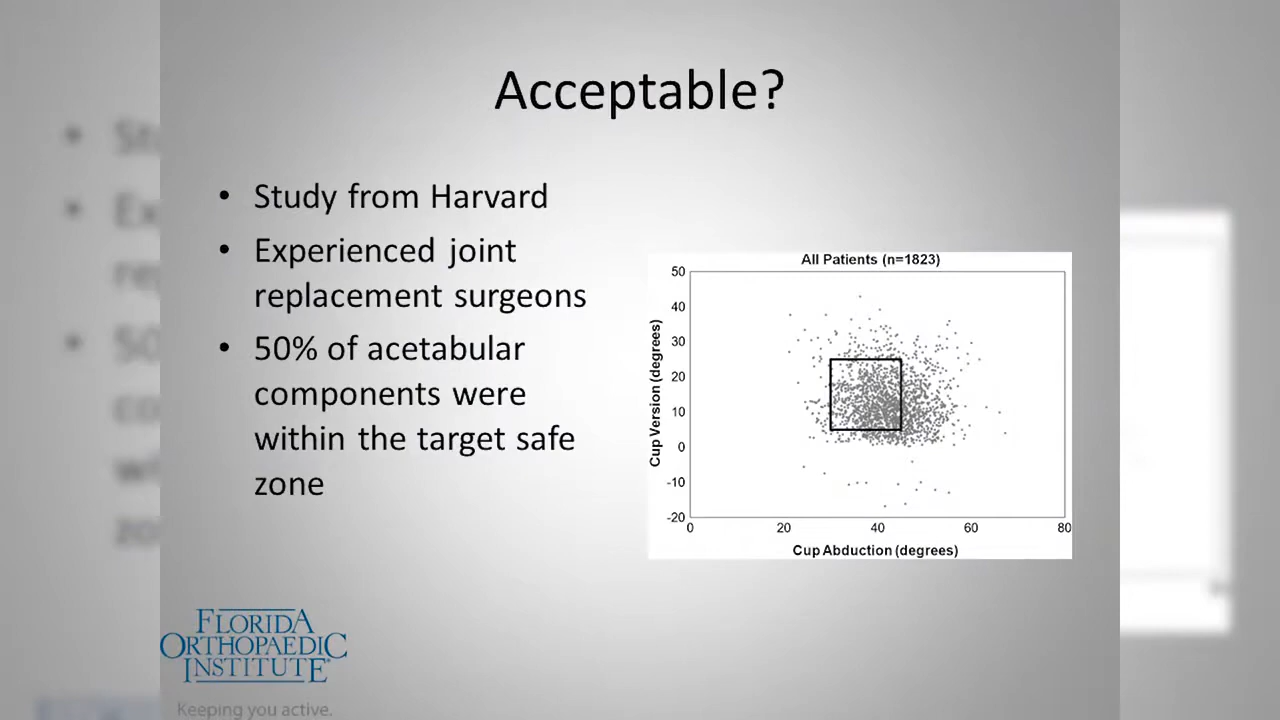 Acceptable?
• Study from Harvard
• Experienced joint
replacement surgeons
• 50% of acetabular
components were
within the target safe
zone
All Patients (n=1823)
Cup Version (degrees)
50
40
30
20
10
0
-10
-20
0 20 40 60 80
Cup Abduction (degrees)
FLORIDA
ORTHOPAEDIC
INSTITUTE®
Keeping you active.